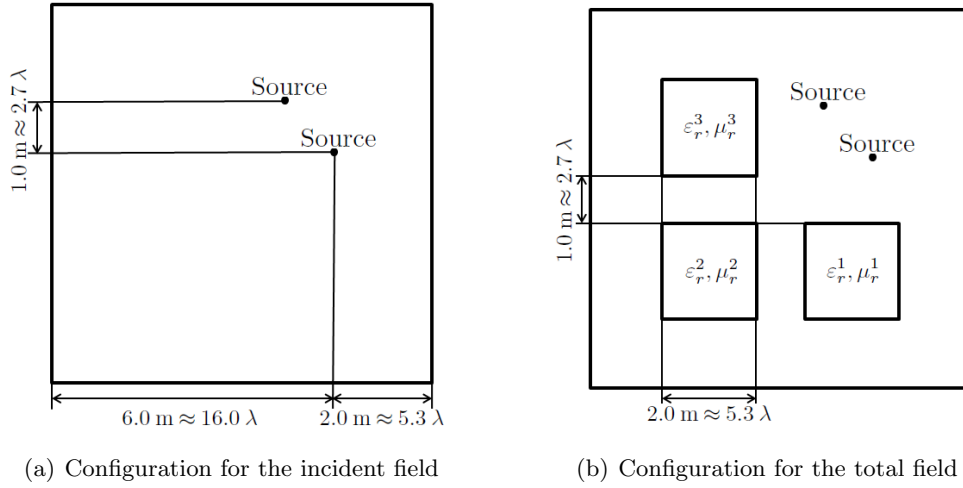 Source
Source
1.0 m ≈ 2.7 λ
6.0 m ≈ 16.0 λ
2.0 m ≈ 5.3 λ
(a) Configuration for the incident field
Source
Source
ε_r^3, μ_r^3
1.0 m ≈ 2.7 λ
ε_r^2, μ_r^2
ε_r^1, μ_r^1
2.0 m ≈ 5.3 λ
(b) Configuration for the total field